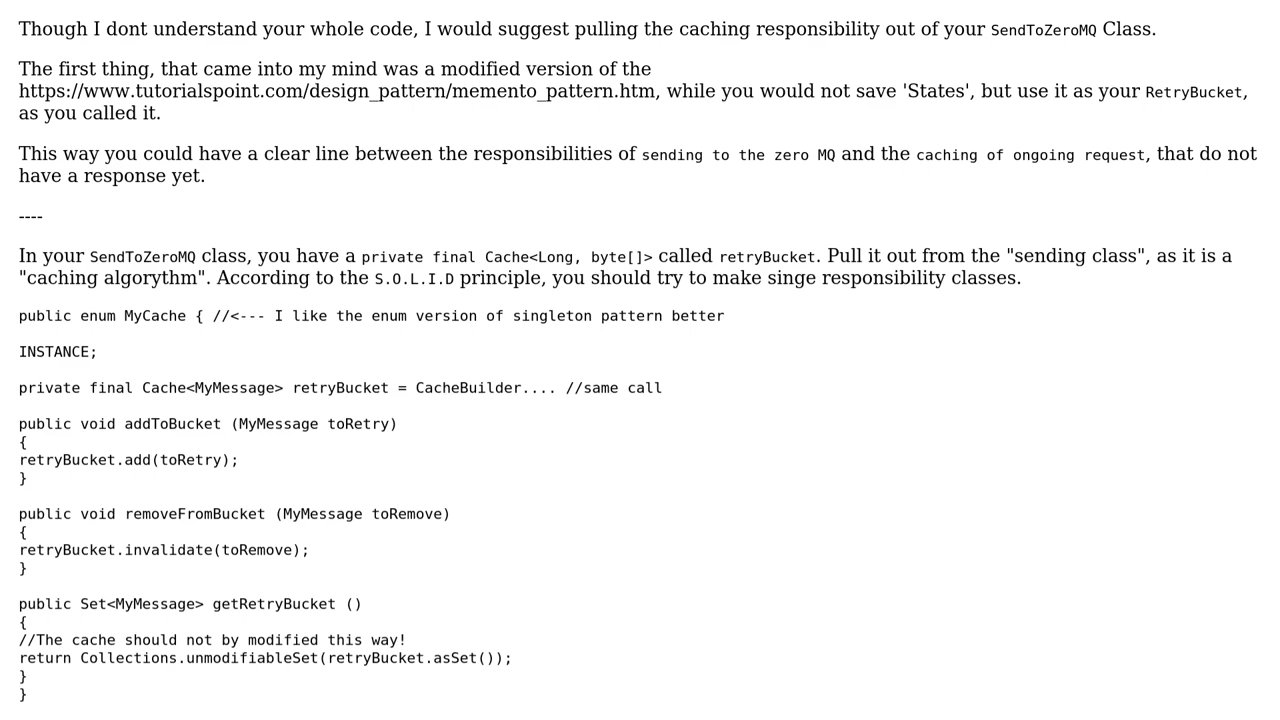 Though I dont understand your whole code, I would suggest pulling the caching responsibility out of your SendToZeroMQ Class.
The first thing, that came into my mind was a modified version of the
https://www.tutorialspoint.com/design_pattern/memento_pattern.htm, while you would not save 'States', but use it as your RetryBucket,
as you called it.
This way you could have a clear line between the responsibilities of sending to the zero MQ and the caching of ongoing request, that do not
have a response yet.
----
In your SendToZeroMQ class, you have a private final Cache<Long, byte[]> called retryBucket. Pull it out from the "sending class", as it is a
"caching algorythm". According to the S.O.L.I.D principle, you should try to make singe responsibility classes.
public enum MyCache { //<--- I like the enum version of singleton pattern better
INSTANCE;
private final Cache<MyMessage> retryBucket = CacheBuilder.... //same call
public void addToBucket (MyMessage toRetry)
{
retryBucket.add(toRetry);
}
public void removeFromBucket (MyMessage toRemove)
{
retryBucket.invalidate(toRemove);
}
public Set<MyMessage> getRetryBucket ()
{
//The cache should not by modified this way!
return Collections.unmodifiableSet(retryBucket.asSet());
}
}